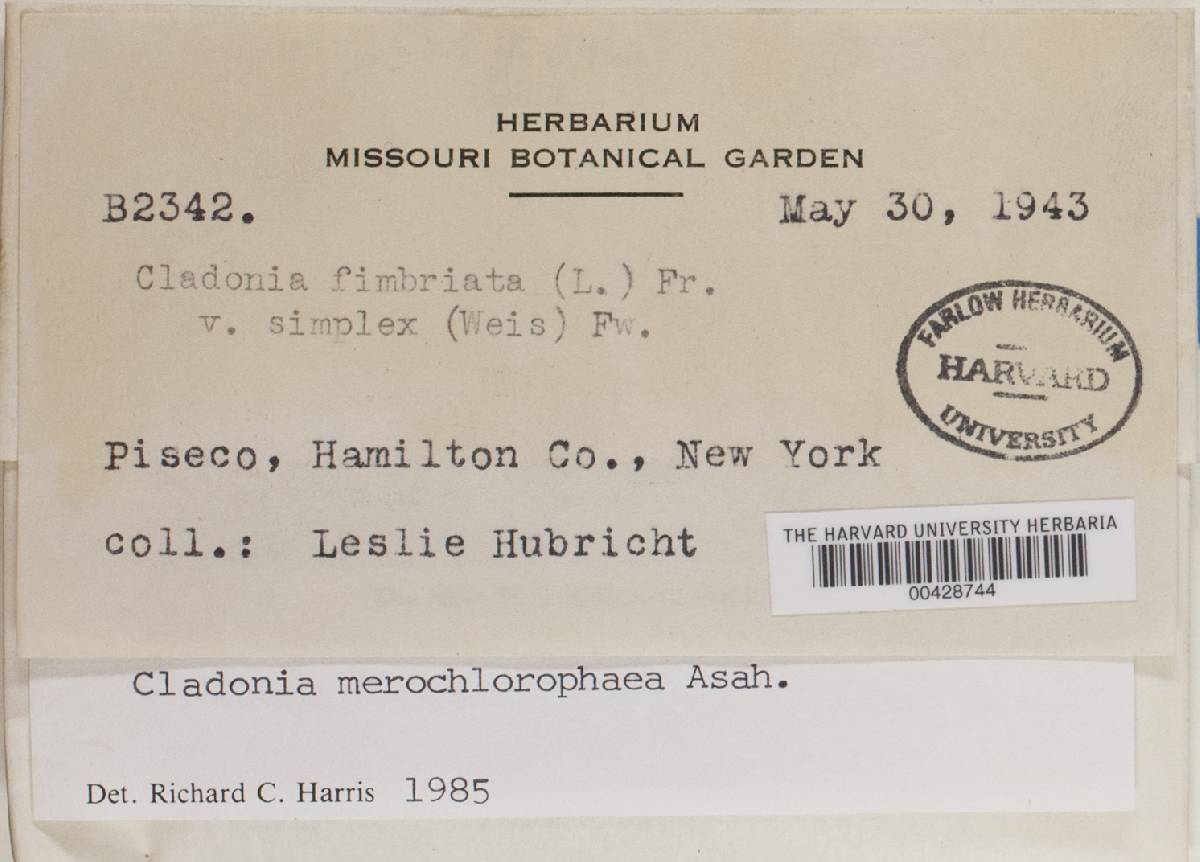 HERBARIUM
MISSOURI BOTANICAL GARDEN
B2342. May 30, 1943
Cladonia fimbriata (L.) Fr.
v. simplex (Weis) Fw.
FARLOW HERBARIUM
HARVARD
UNIVERSITY
Piseco, Hamilton Co., New York
coll.: Leslie Hubricht
THE HARVARD UNIVERSITY HERBARIA
00428744
Cladonia merochlorophaea Asah.
Det. Richard C. Harris 1985